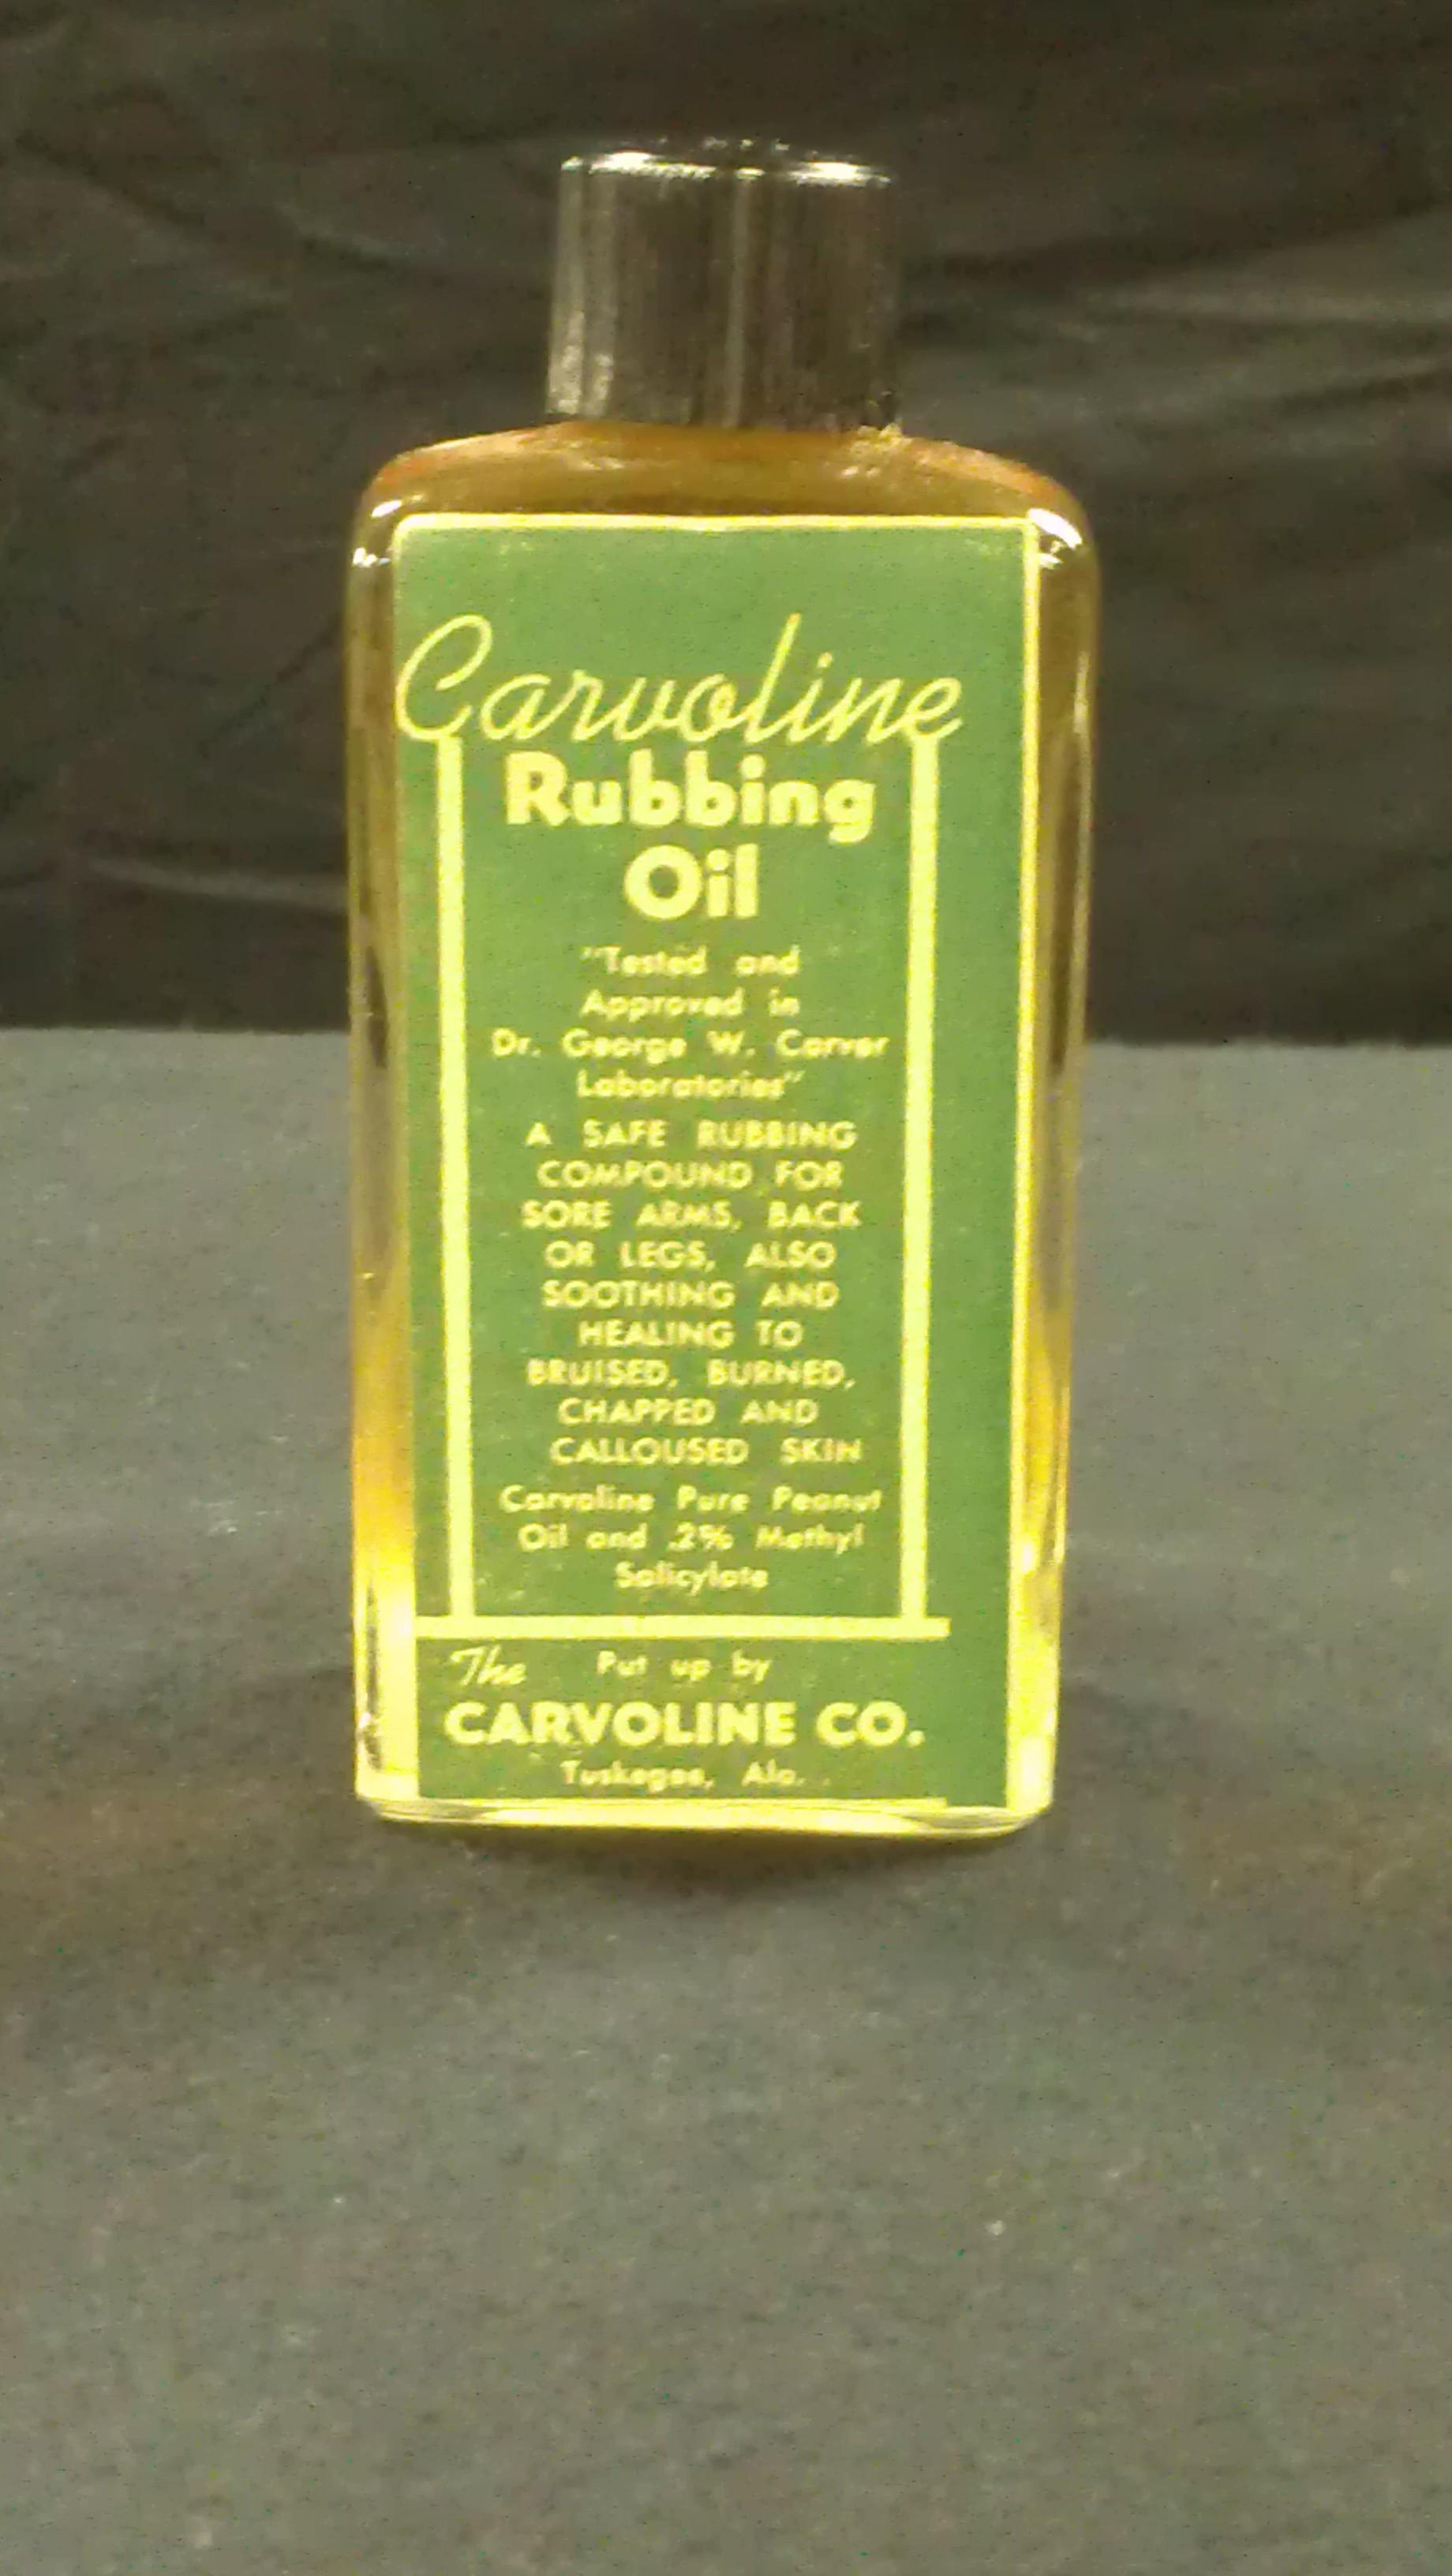 Carvoline
Rubbing
Oil
"Tested and
Approved in
Dr. George W. Carver
Laboratories"
A SAFE RUBBING
COMPOUND FOR
SORE ARMS, BACK
OR LEGS, ALSO
SOOTHING AND
HEALING TO
BRUISED, BURNED,
CHAPPED AND
CALLOUSED SKIN
Carvoline Pure Peanut
Oil and .2% Methyl
Salicylate
The Put up by
CARVOLINE CO.
Tuskegee, Ala.